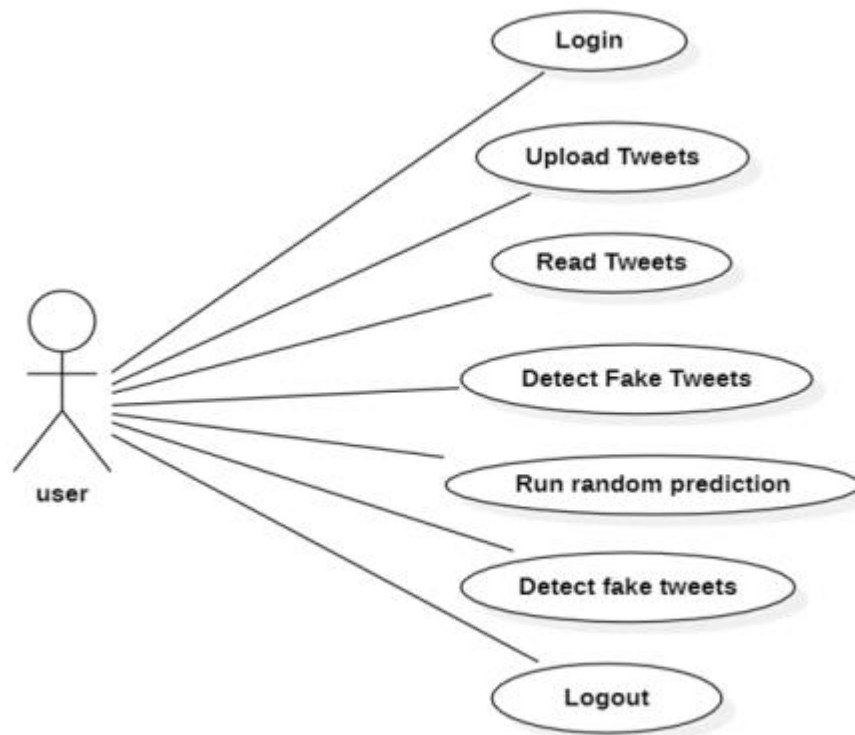 Login
Upload Tweets
Read Tweets
Detect Fake Tweets
Run random prediction
user
Detect fake tweets
Logout